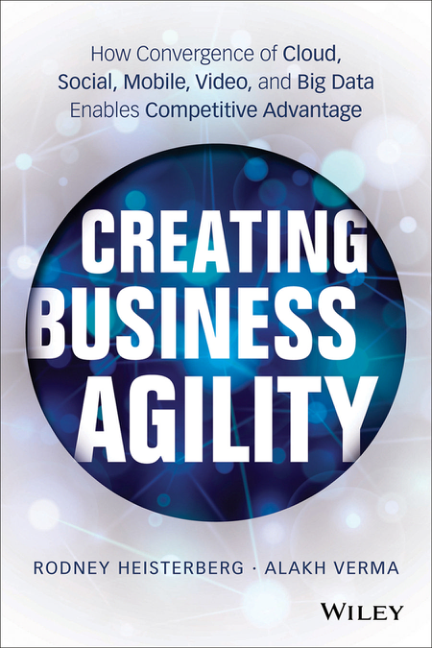 How Convergence of Cloud,
Social, Mobile, Video, and Big Data
Enables Competitive Advantage
CREATING
BUSINESS
AGILITY
RODNEY HEISTERBERG · ALAKH VERMA
WILEY